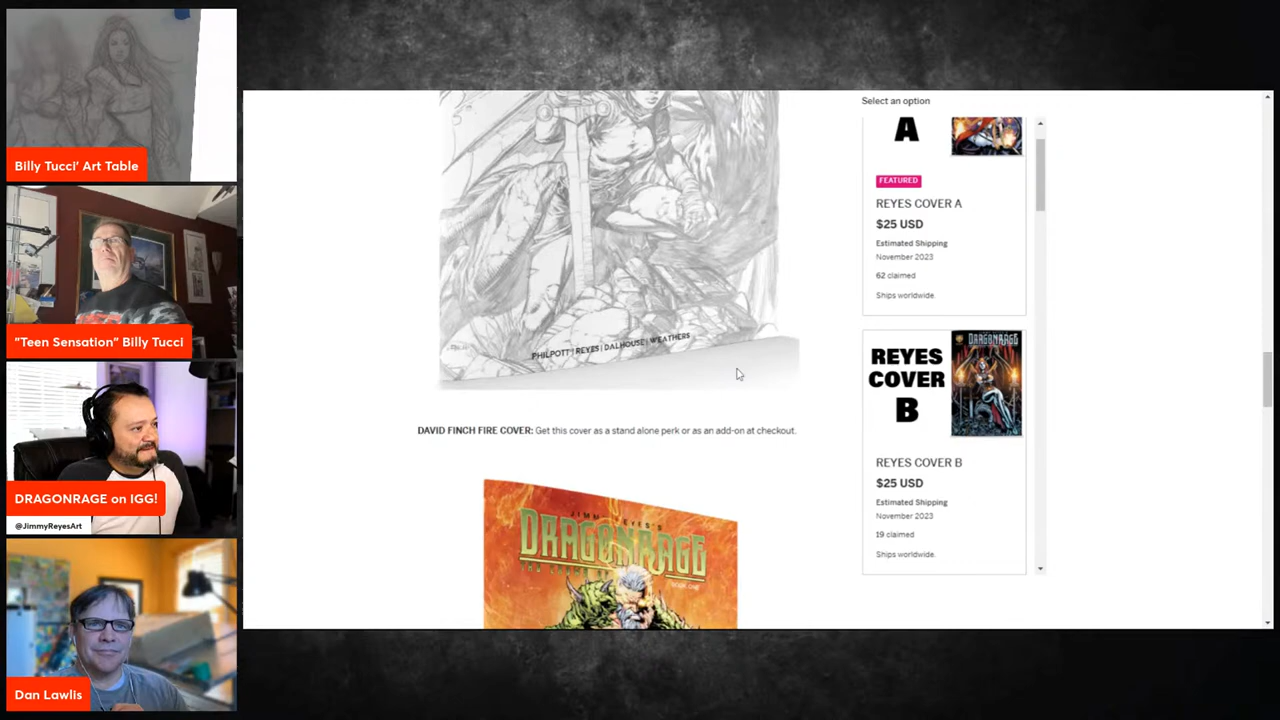 Billy Tucci' Art Table
"Teen Sensation" Billy Tucci
DRAGONRAGE on IGG!
@JimmyReyesArt
Dan Lawlis
PHILPOTT | REYES | DALHOUSE | WEATHERS
DAVID FINCH FIRE COVER: Get this cover as a stand alone perk or as an add-on at checkout.
DRAGONRAGE
BOOK ONE
Select an option
A
FEATURED
REYES COVER A
$25 USD
Estimated Shipping
November 2023
62 claimed
Ships worldwide.
REYES
COVER
B
DRAGONRAGE
REYES COVER B
$25 USD
Estimated Shipping
November 2023
19 claimed
Ships worldwide.